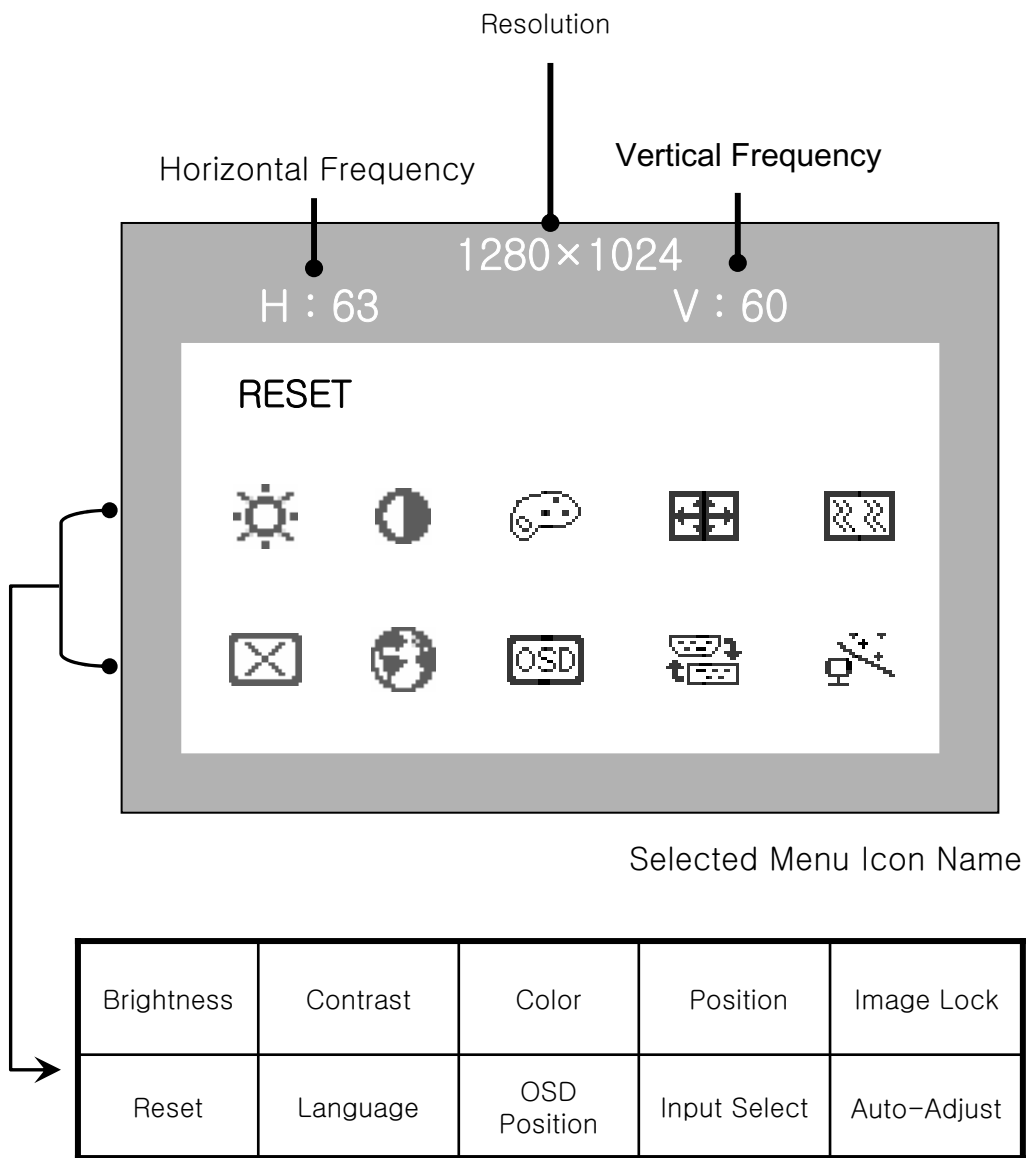 Resolution
Horizontal Frequency
Vertical Frequency
1280×1024
H : 63
V : 60
RESET
OSD
Selected Menu Icon Name
Brightness
Contrast
Color
Position
Image Lock
Reset
Language
OSD
Position
Input Select
Auto-Adjust